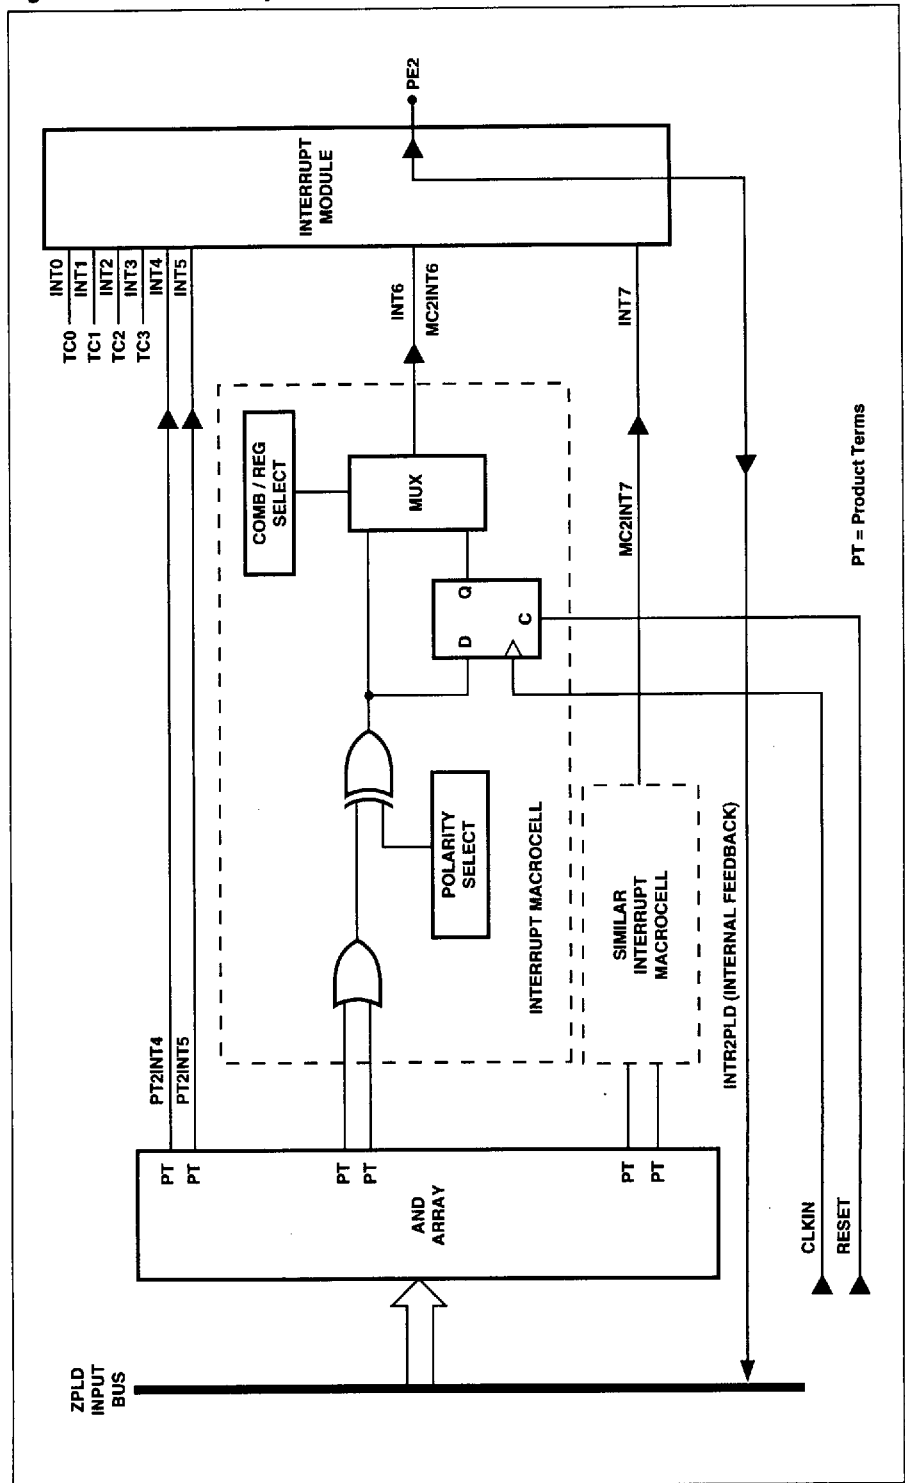 ZPLD
INPUT
BUS
AND
ARRAY
PT
PT
PT
PT
PT
PT
PT2INT4
PT2INT5
INTERRUPT MACROCELL
POLARITY
SELECT
D
Q
C
COMB / REG
SELECT
MUX
SIMILAR
INTERRUPT
MACROCELL
INTR2PLD (INTERNAL FEEDBACK)
CLKIN
RESET
MC2INT7
INT7
INT6
MC2INT6
TC0
TC1
TC2
TC3
INT0
INT1
INT2
INT3
INT4
INT5
INTERRUPT
MODULE
PE2
PT = Product Terms